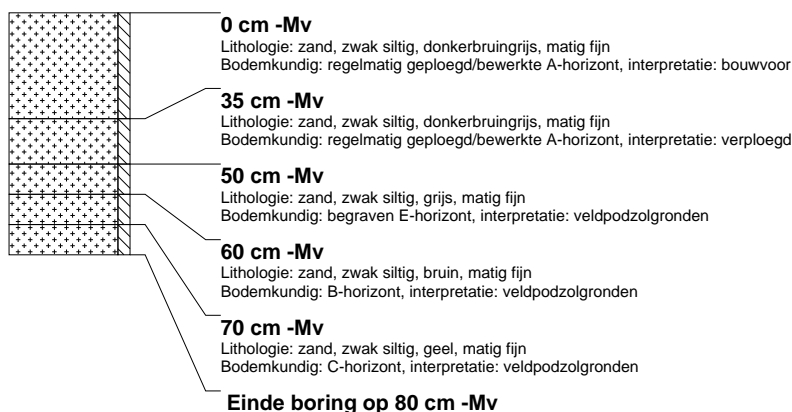 0 cm -Mv
Lithologie: zand, zwak siltig, donkerbruingrijs, matig fijn
Bodemkundig: regelmatig geploegd/bewerkte A-horizont, interpretatie: bouwvoor
35 cm -Mv
Lithologie: zand, zwak siltig, donkerbruingrijs, matig fijn
Bodemkundig: regelmatig geploegd/bewerkte A-horizont, interpretatie: verploegd
50 cm -Mv
Lithologie: zand, zwak siltig, grijs, matig fijn
Bodemkundig: begraven E-horizont, interpretatie: veldpodzolgronden
60 cm -Mv
Lithologie: zand, zwak siltig, bruin, matig fijn
Bodemkundig: B-horizont, interpretatie: veldpodzolgronden
70 cm -Mv
Lithologie: zand, zwak siltig, geel, matig fijn
Bodemkundig: C-horizont, interpretatie: veldpodzolgronden
Einde boring op 80 cm -Mv